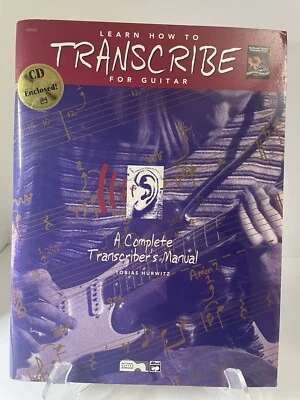 LEARN HOW TO
TRANSCRIBE
FOR GUITAR
CD
Enclosed!
A Complete
Transcriber's Manual
TOBIAS HURWITZ